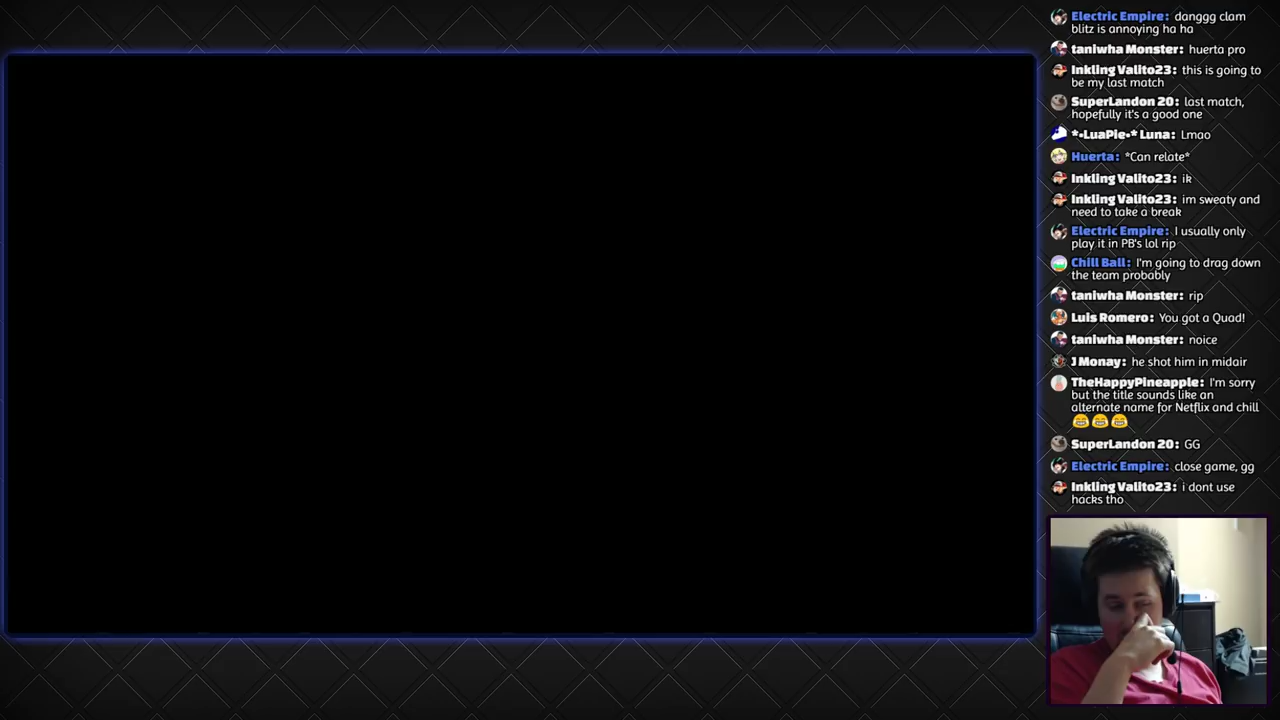 Electric Empire: danggg clam
blitz is annoying ha ha
taniwha Monster: huerta pro
Inkling Valito23: this is going to
be my last match
SuperLandon 20: last match,
hopefully it's a good one
*•LuaPie•* Luna: Lmao
Huerta: *Can relate*
Inkling Valito23: ik
Inkling Valito23: im sweaty and
need to take a break
Electric Empire: I usually only
play it in PB's lol rip
Chill Ball: I'm going to drag down
the team probably
taniwha Monster: rip
Luis Romero: You got a Quad!
taniwha Monster: noice
J Monay: he shot him in midair
TheHappyPineapple: I'm sorry
but the title sounds like an
alternate name for Netflix and chill
😂 😂 😂
SuperLandon 20: GG
Electric Empire: close game, gg
Inkling Valito23: i dont use
hacks tho